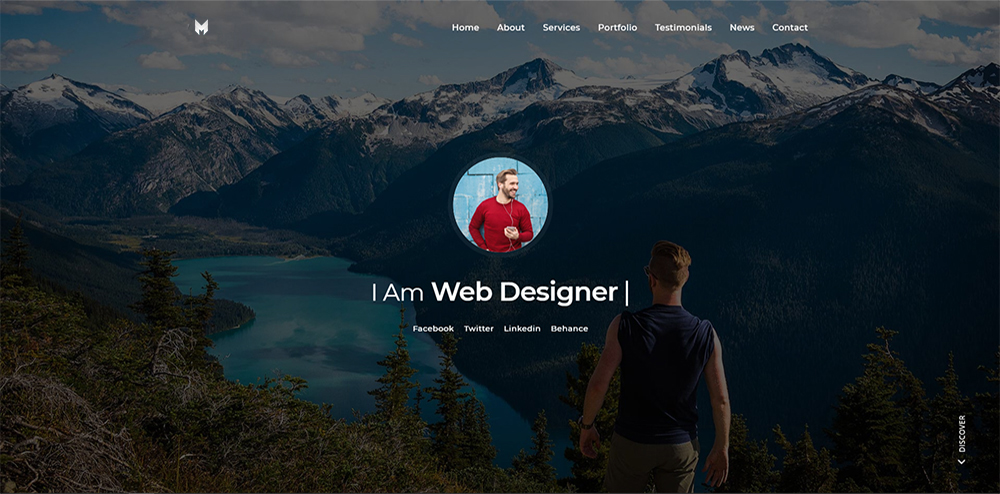 Home About Services Portfolio Testimonials News Contact
I Am Web Designer|
Facebook Twitter Linkedin Behance
DISCOVER